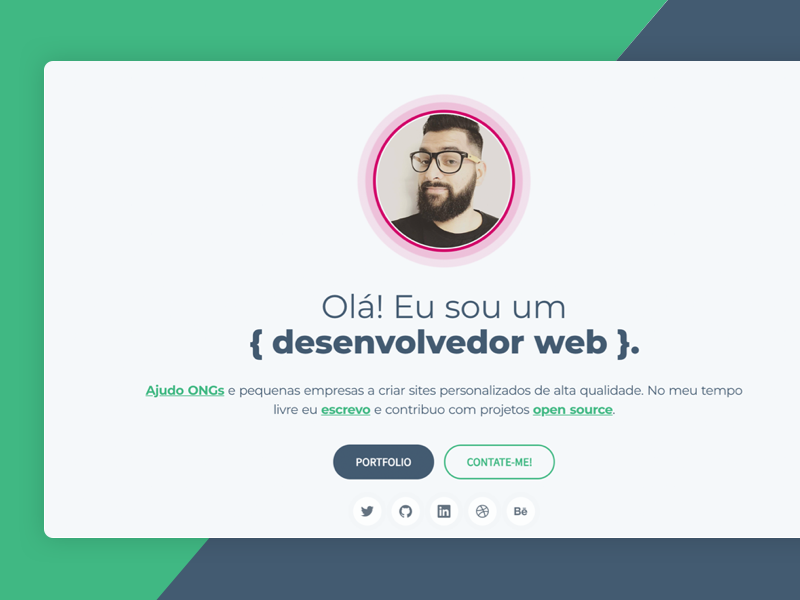 Olá! Eu sou um
{ desenvolvedor web }.
Ajudo ONGs e pequenas empresas a criar sites personalizados de alta qualidade. No meu tempo
livre eu escrevo e contribuo com projetos open source.
PORTFOLIO CONTATE-ME!
Bē